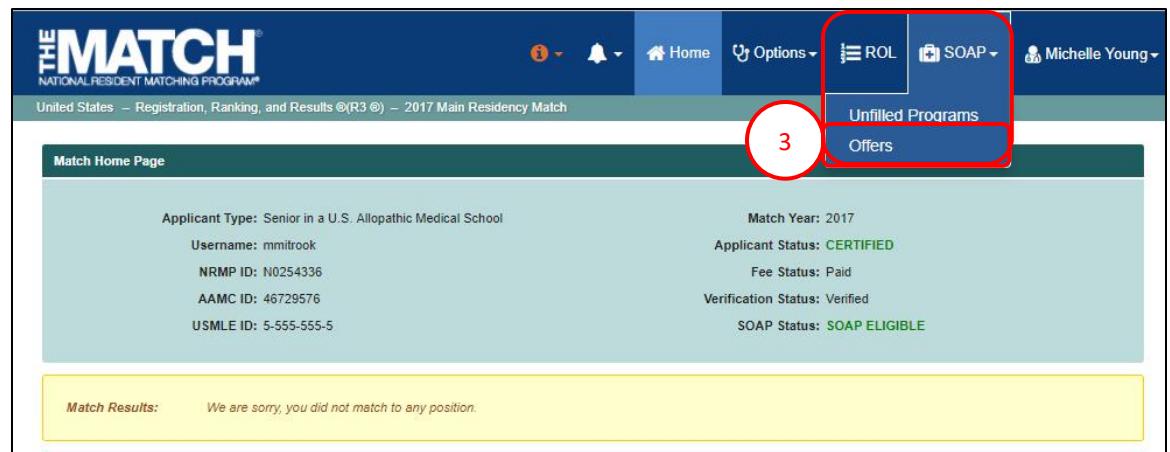 THE MATCH®
NATIONAL RESIDENT MATCHING PROGRAM®
Home Options ROL SOAP Michelle Young
United States – Registration, Ranking, and Results ®(R3 ®) – 2017 Main Residency Match
Unfilled Programs
3 Offers
Match Home Page
Applicant Type: Senior in a U.S. Allopathic Medical School
Username: mmitrook
NRMP ID: N0254336
AAMC ID: 46729576
USMLE ID: 5-555-555-5
Match Year: 2017
Applicant Status: CERTIFIED
Fee Status: Paid
Verification Status: Verified
SOAP Status: SOAP ELIGIBLE
Match Results: We are sorry, you did not match to any position.